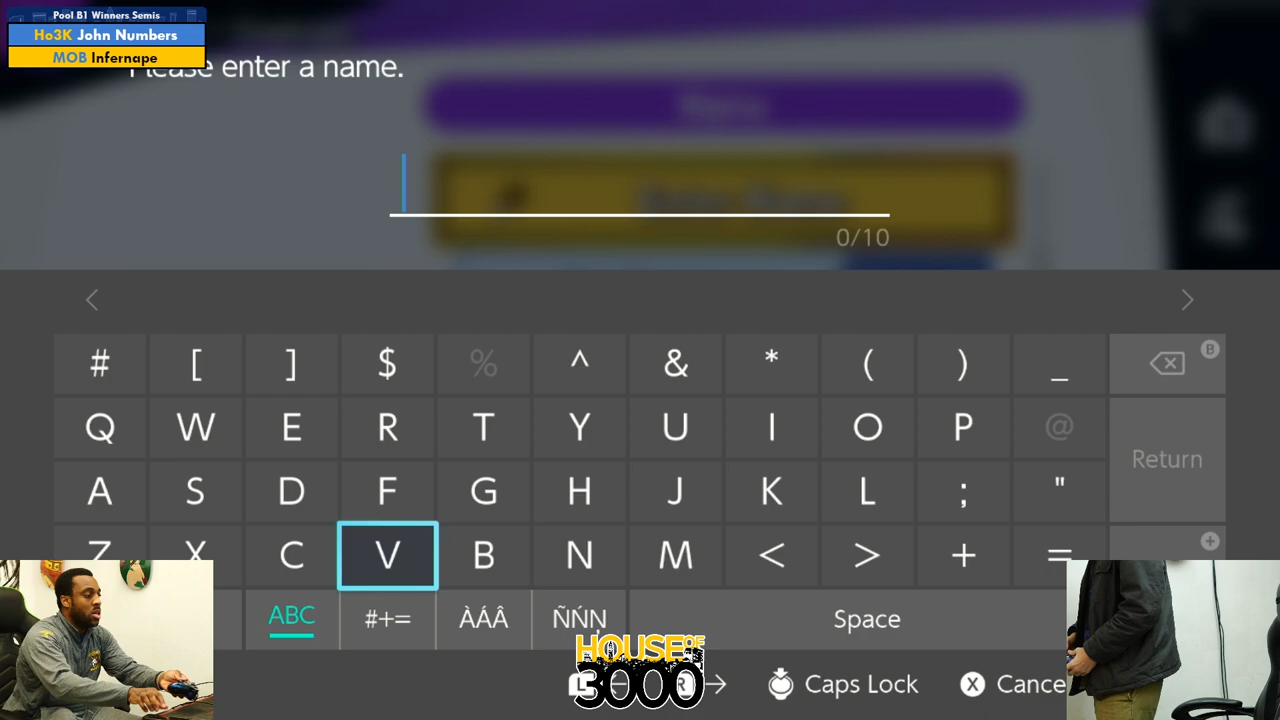 Pool B1 Winners Semis
Ho3K John Numbers
MOB Infernape
Please enter a name.
0/10
# [ ] $ % ^ & * ( ) _ B
Q W E R T Y U I O P @
Return
A S D F G H J K L ; "
Z X C V B N M < > + =
ABC #+= ÀÁÂ ÑŃṆ Space
HOUSE OF
3000
L R Caps Lock X Cance